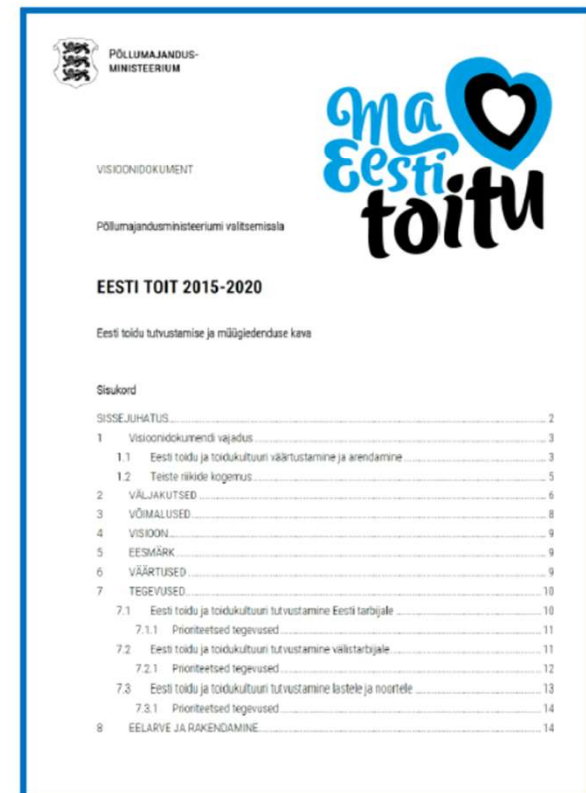 PÕLLUMAJANDUS-
MINISTEERIUM
Ma
Eesti
toitu
VISIOONIDOKUMENT
Põllumajandusministeeriumi valitsemisala
EESTI TOIT 2015-2020
Eesti toidu tutvustamise ja müügiedenduse kava
Sisukord
SISSEJUHATUS 2
1 Visioonidokumendi vajadus 3
1.1 Eesti toidu ja toidukultuuri väärtustamine ja arendamine 3
1.2 Teiste riikide kogemus 5
2 VÄLJAKUTSED 6
3 VÕIMALUSED 8
4 VISIOON 9
5 EESMÄRK 9
6 VÄÄRTUSED 9
7 TEGEVUSED 10
7.1 Eesti toidu ja toidukultuuri tutvustamine Eesti tarbijale 10
7.1.1 Prioriteetsed tegevused 11
7.2 Eesti toidu ja toidukultuuri tutvustamine välistarbijale 11
7.2.1 Prioriteetsed tegevused 12
7.3 Eesti toidu ja toidukultuuri tutvustamine lastele ja noortele 13
7.3.1 Prioriteetsed tegevused 14
8 EELARVE JA RAKENDAMINE 14